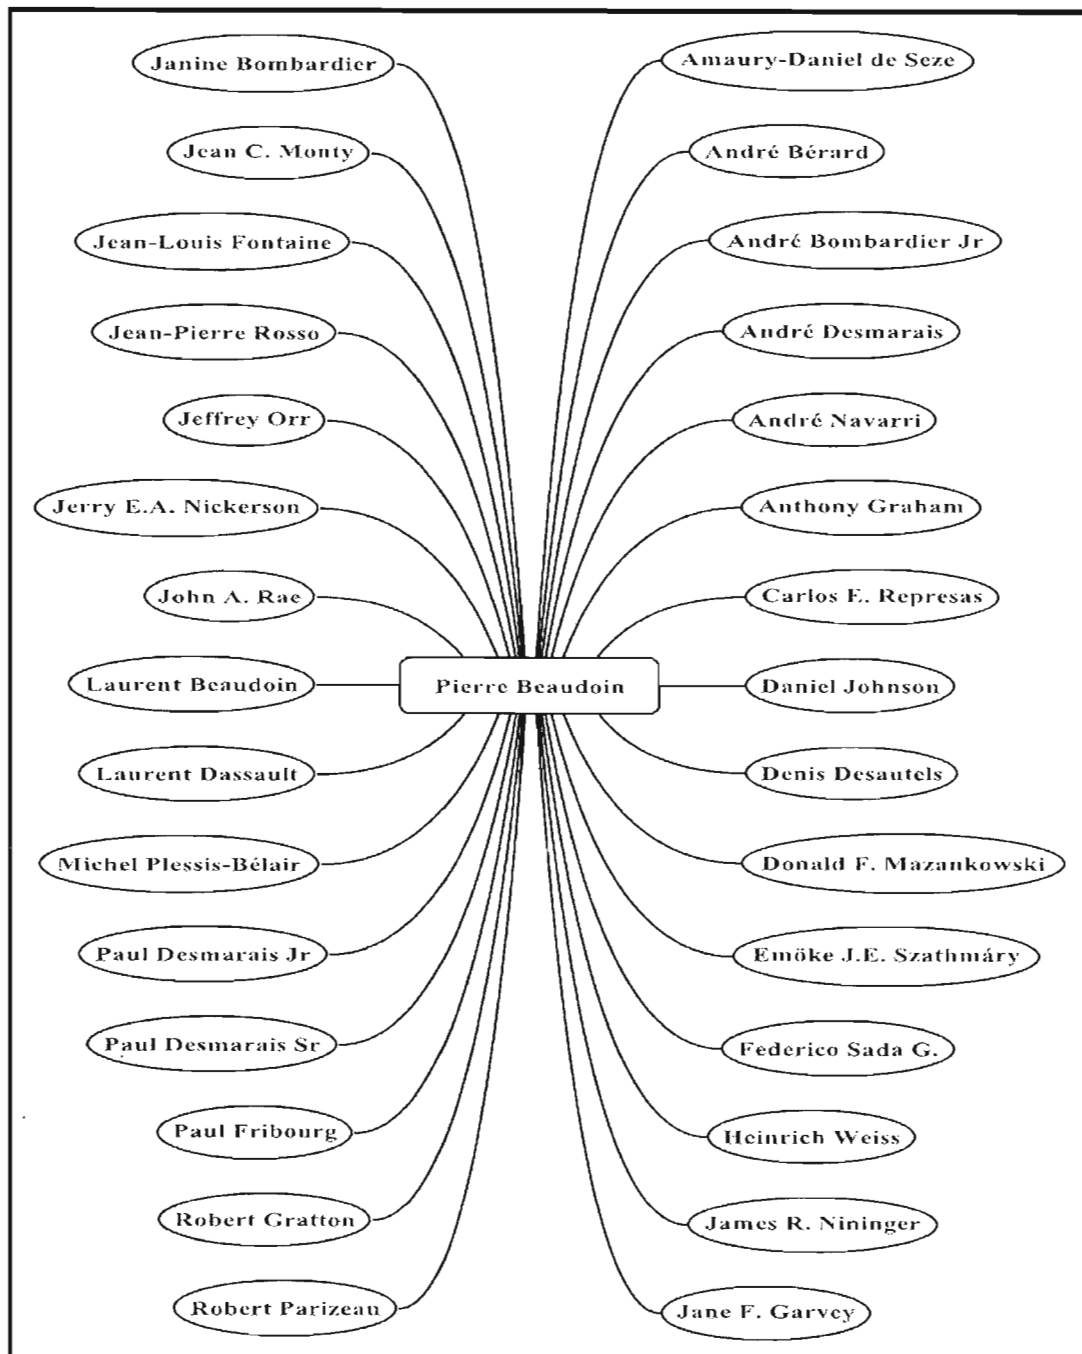 Janine Bombardier
Jean C. Monty
Jean-Louis Fontaine
Jean-Pierre Rosso
Jeffrey Orr
Jerry E.A. Nickerson
John A. Rae
Laurent Beaudoin
Laurent Dassault
Michel Plessis-Bélair
Paul Desmarais Jr
Paul Desmarais Sr
Paul Fribourg
Robert Gratton
Robert Parizeau
Pierre Beaudoin
Amaury-Daniel de Seze
André Bérard
André Bombardier Jr
André Desmarais
André Navarri
Anthony Graham
Carlos E. Represas
Daniel Johnson
Denis Desautels
Donald F. Mazankowski
Emöke J.E. Szathmáry
Federico Sada G.
Heinrich Weiss
James R. Nininger
Jane F. Garvey